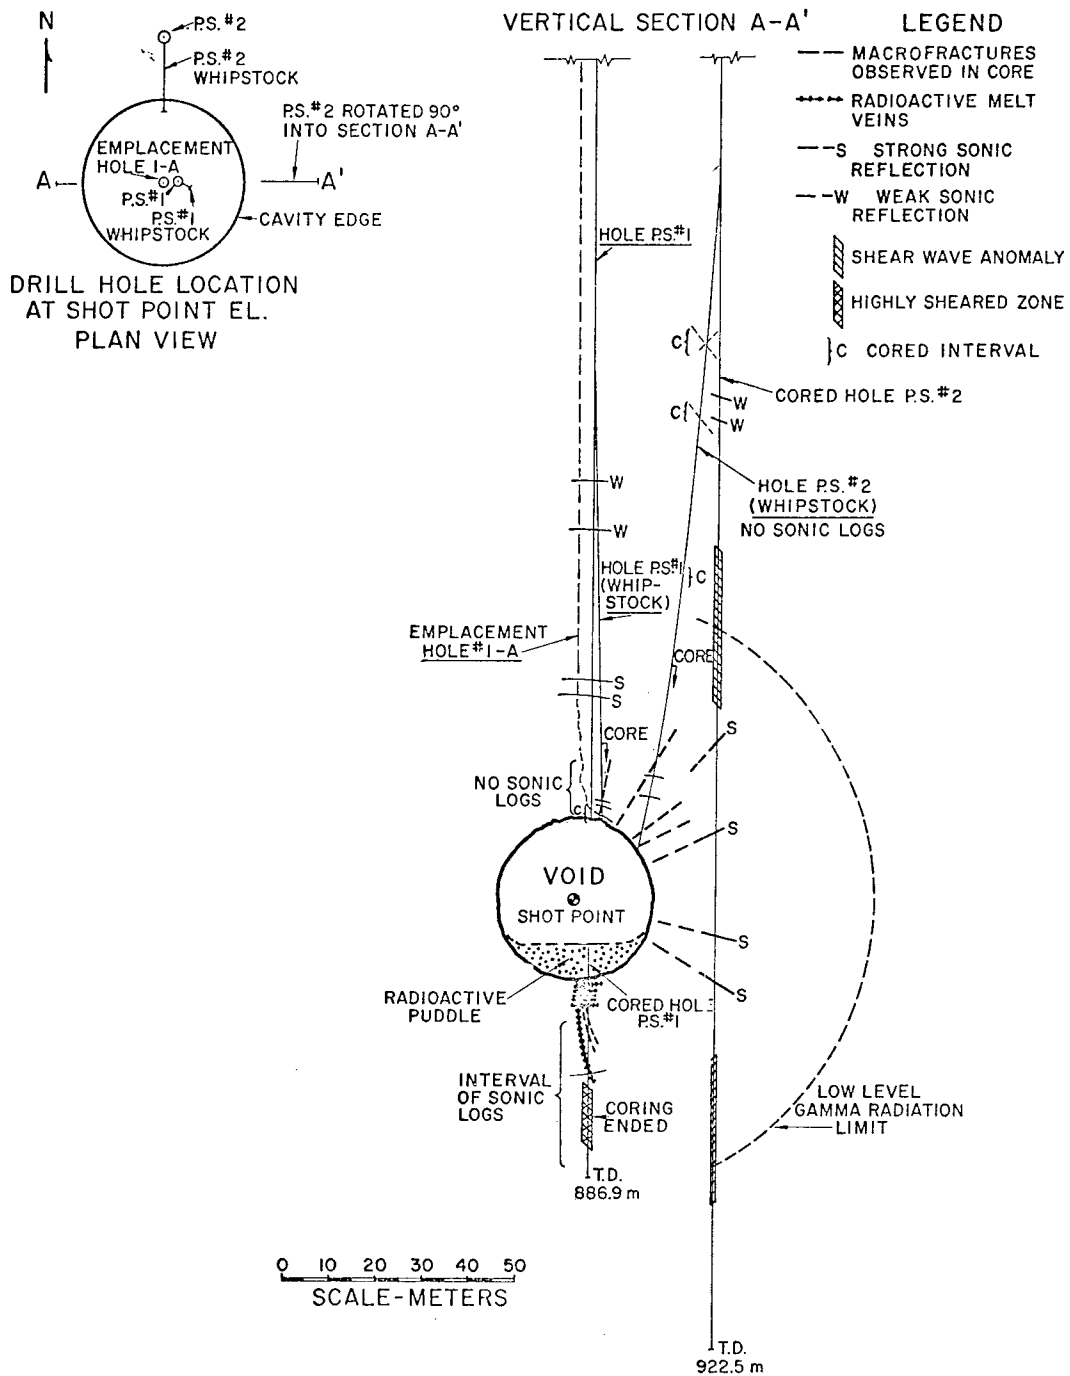 N
P.S.#2
P.S.#2
WHIPSTOCK
P.S.#2 ROTATED 90°
INTO SECTION A-A'
EMPLACEMENT
HOLE 1-A
A
A'
P.S.#1
P.S.#1
WHIPSTOCK
CAVITY EDGE
DRILL HOLE LOCATION
AT SHOT POINT EL.
PLAN VIEW
VERTICAL SECTION A-A'
LEGEND
MACROFRACTURES
OBSERVED IN CORE
RADIOACTIVE MELT
VEINS
S STRONG SONIC
REFLECTION
W WEAK SONIC
REFLECTION
SHEAR WAVE ANOMALY
HIGHLY SHEARED ZONE
}C CORED INTERVAL
HOLE P.S.#1
C{
CORED HOLE P.S.#2
W
C{
W
HOLE P.S.#2
(WHIPSTOCK)
NO SONIC LOGS
W
W
HOLE P.S.#1
(WHIP-
STOCK)
}C
EMPLACEMENT
HOLE#1-A
CORE
S
S
CORE
S
NO SONIC
LOGS
C{
S
VOID
SHOT POINT
S
S
RADIOACTIVE
PUDDLE
CORED HOLE
P.S.#1
INTERVAL
OF SONIC
LOGS
CORING
ENDED
LOW LEVEL
GAMMA RADIATION
LIMIT
T.D.
886.9 m
0 10 20 30 40 50
SCALE-METERS
T.D.
922.5 m